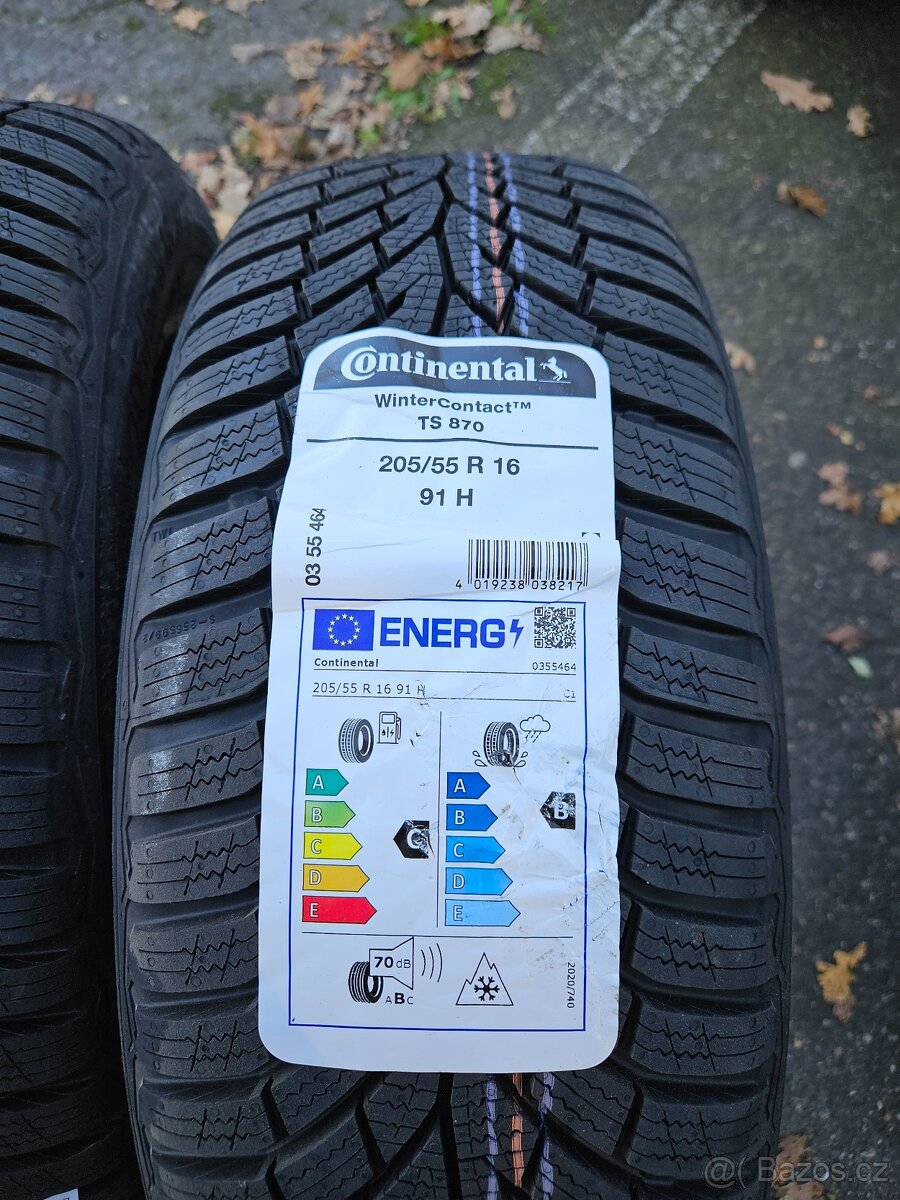 Continental
WinterContact™
TS 870
205/55 R 16
91 H
03 55 464
4 019238 038217
ENERG
Continental 0355464
205/55 R 16 91 H C1
A
B
C
D
E
C
A
B
C
D
E
B
70 dB
ABC
2020/740
TWI
@( Bazos.cz